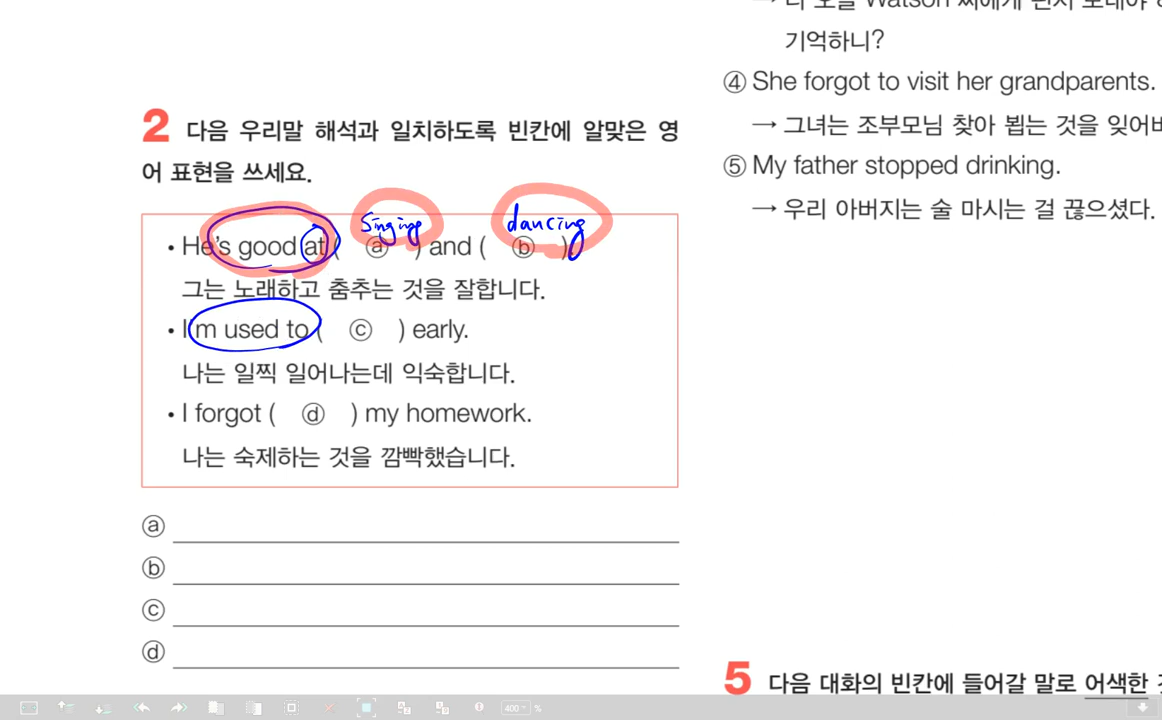 2 다음 우리말 해석과 일치하도록 빈칸에 알맞은 영
어 표현을 쓰세요.
singing dancing
• He's good at ( ⓐ ) and ( ⓑ ).
그는 노래하고 춤추는 것을 잘합니다.
• I'm used to ( ⓒ ) early.
나는 일찍 일어나는데 익숙합니다.
• I forgot ( ⓓ ) my homework.
나는 숙제하는 것을 깜빡했습니다.
ⓐ
ⓑ
ⓒ
ⓓ
기억하니?
④ She forgot to visit her grandparents.
→ 그녀는 조부모님 찾아 뵙는 것을 잊어
⑤ My father stopped drinking.
→ 우리 아버지는 술 마시는 걸 끊으셨다.
5 다음 대화의 빈칸에 들어갈 말로 어색한
400 %